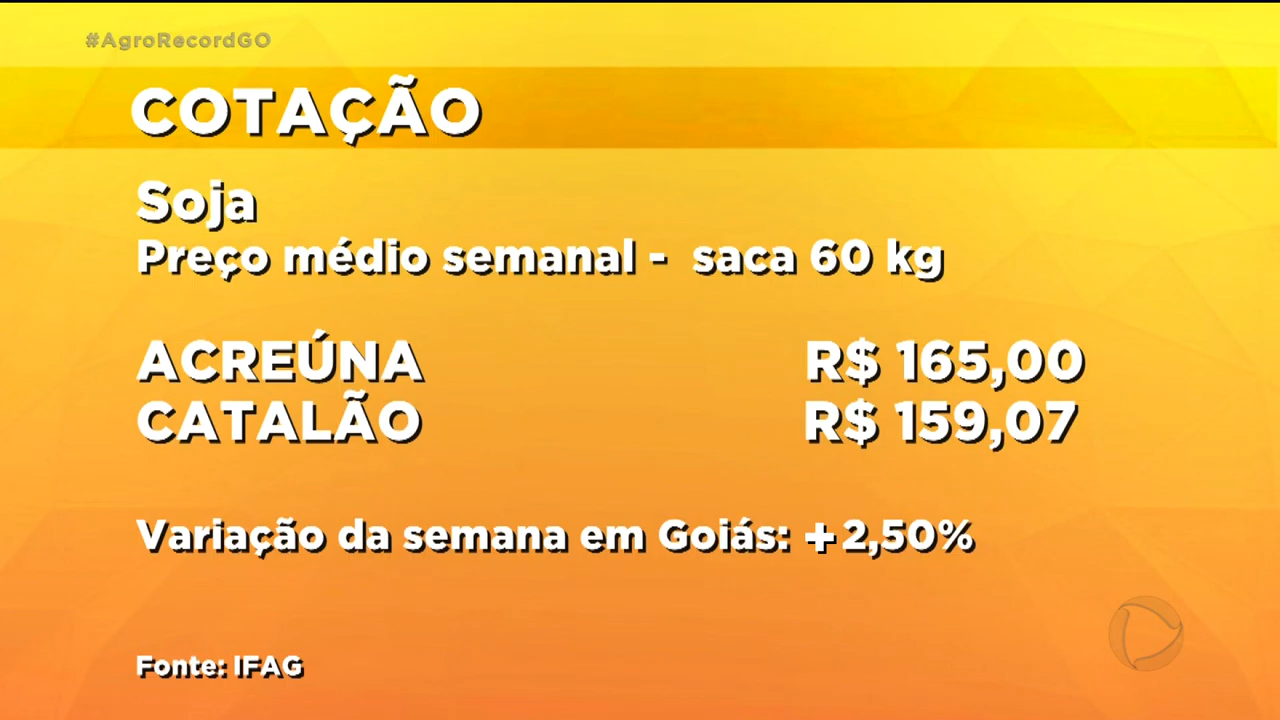 #AgroRecordGO
COTAÇÃO
Soja
Preço médio semanal - saca 60 kg
ACREÚNA R$ 165,00
CATALÃO R$ 159,07
Variação da semana em Goiás: +2,50%
Fonte: IFAG